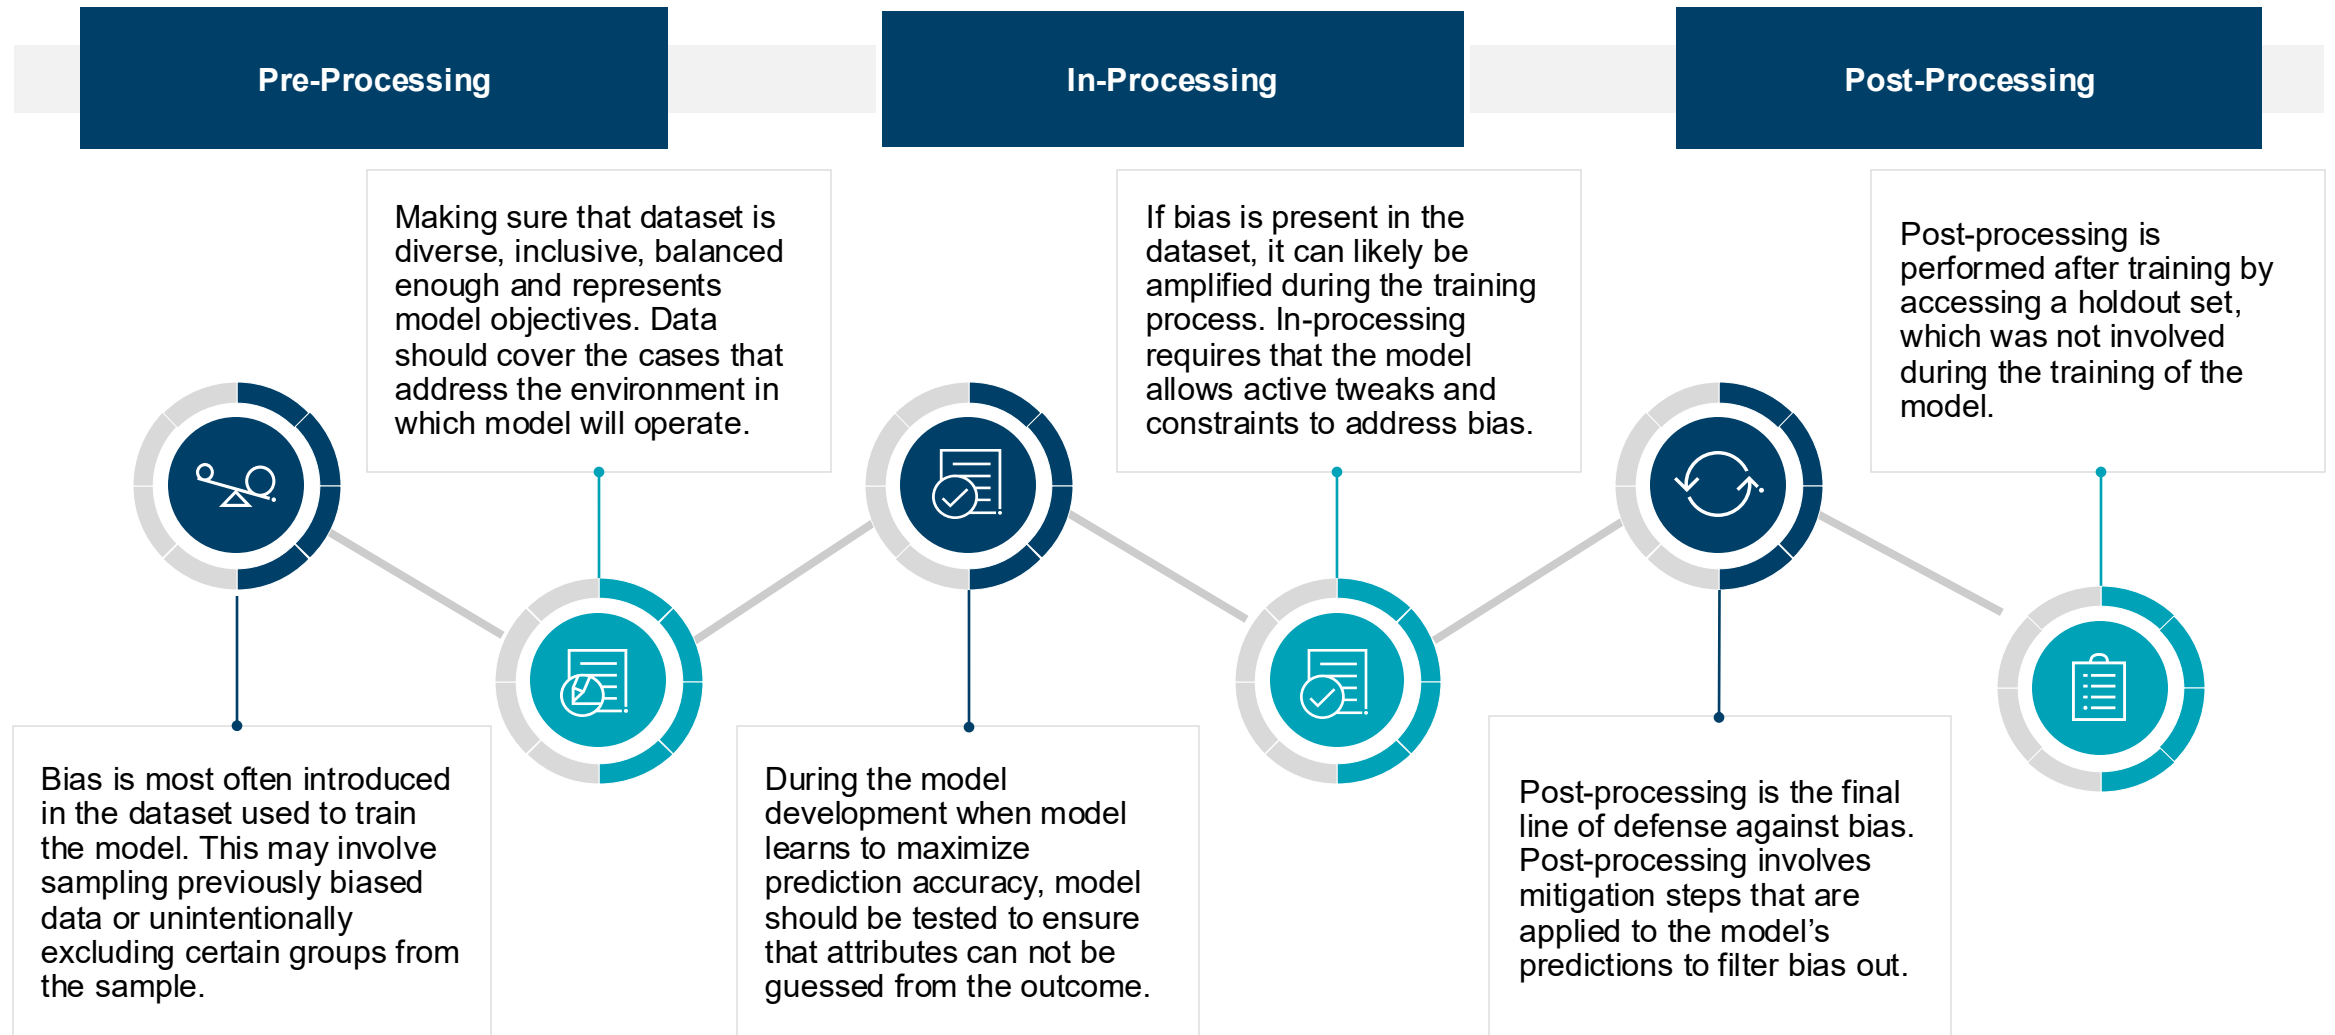 Pre-Processing
In-Processing
Post-Processing
Making sure that dataset is
diverse, inclusive, balanced
enough and represents
model objectives. Data
should cover the cases that
address the environment in
which model will operate.
If bias is present in the
dataset, it can likely be
amplified during the training
process. In-processing
requires that the model
allows active tweaks and
constraints to address bias.
Post-processing is
performed after training by
accessing a holdout set,
which was not involved
during the training of the
model.
Bias is most often introduced
in the dataset used to train
the model. This may involve
sampling previously biased
data or unintentionally
excluding certain groups from
the sample.
During the model
development when model
learns to maximize
prediction accuracy, model
should be tested to ensure
that attributes can not be
guessed from the outcome.
Post-processing is the final
line of defense against bias.
Post-processing involves
mitigation steps that are
applied to the model’s
predictions to filter bias out.